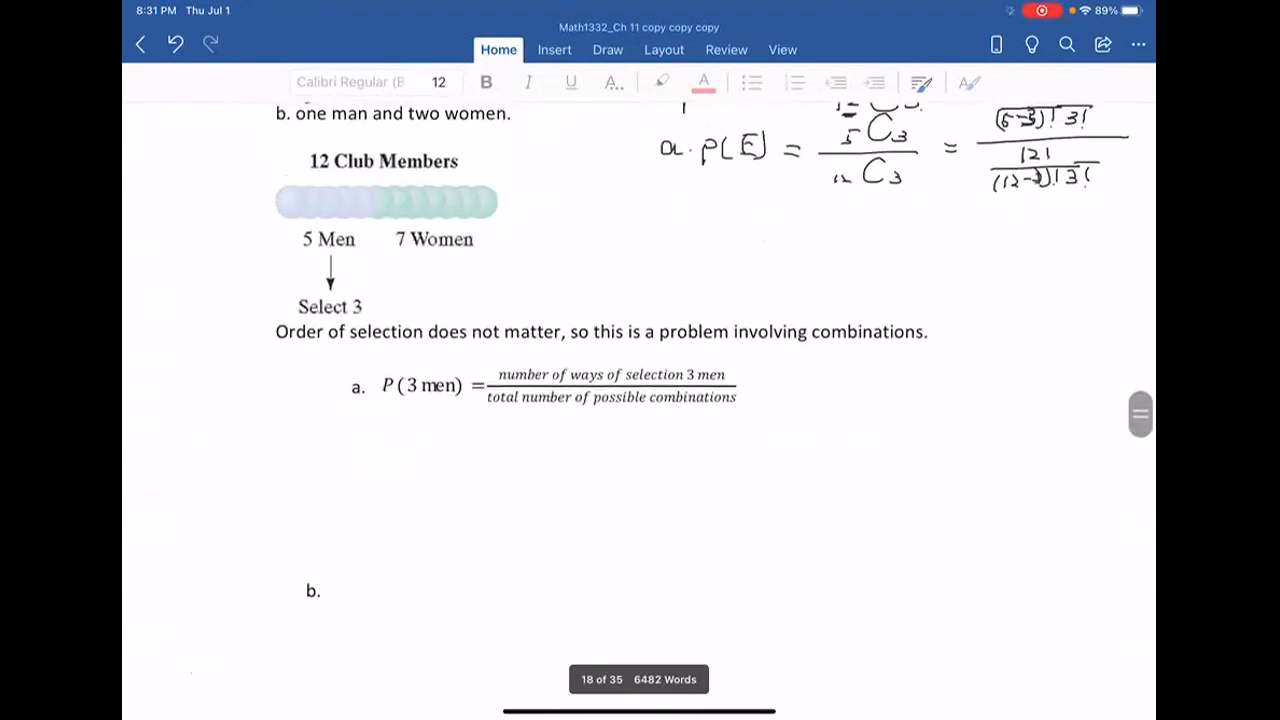 8:31 PM Thu Jul 1
89%
Math1332_Ch 11 copy copy copy
Home Insert Draw Layout Review View
Calibri Regular (B 12 B I U A... A
b. one man and two women.
12 Club Members
5 Men 7 Women
Select 3
a. P(E) = 5C3 / 12C3 = (5-3)! 3! / 12! / (12-3)! 3!
Order of selection does not matter, so this is a problem involving combinations.
a. P(3 men) = number of ways of selection 3 men
total number of possible combinations
b.
18 of 35 6482 Words